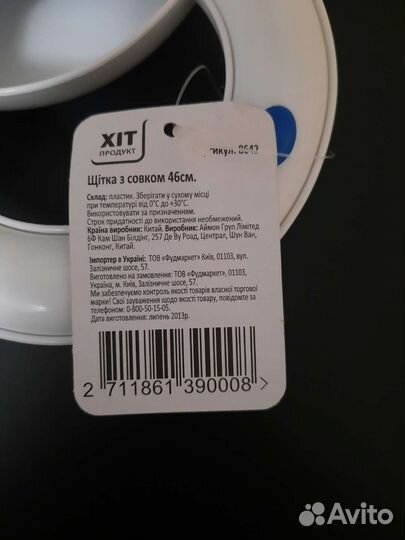 ХІТ
ПРОДУКТ
тикул: 8642
Щітка з совком 46см.
Склад: пластик. Зберігати у сухому місці
при температурі від 0°С до +30°С.
Використовувати за призначенням.
Строк придатності до використання необмежений.
Країна виробник: Китай. Виробник: Аймон Груп Лімітед
6Ф Кам Шан Білдінг, 257 Де Ву Роад, Централ, Шун Ван,
Гонконг, Китай.
Імпортер в Україні: ТОВ «Фудмаркет» Київ, 01103, вул.
Залізничне шосе, 57.
Виготовлено на замовлення: ТОВ «Фудмаркет», 01103,
Україна, м. Київ, Залізничне шосе, 57.
Ми забезпечуємо контроль якості товарів власної торгової
марки! Свої зауваження щодо якості товару, повідомте за
телефоном: 0-800-50-15-05.
Дата виготовлення: липень 2013р.
2 711861 390008 >
Avito